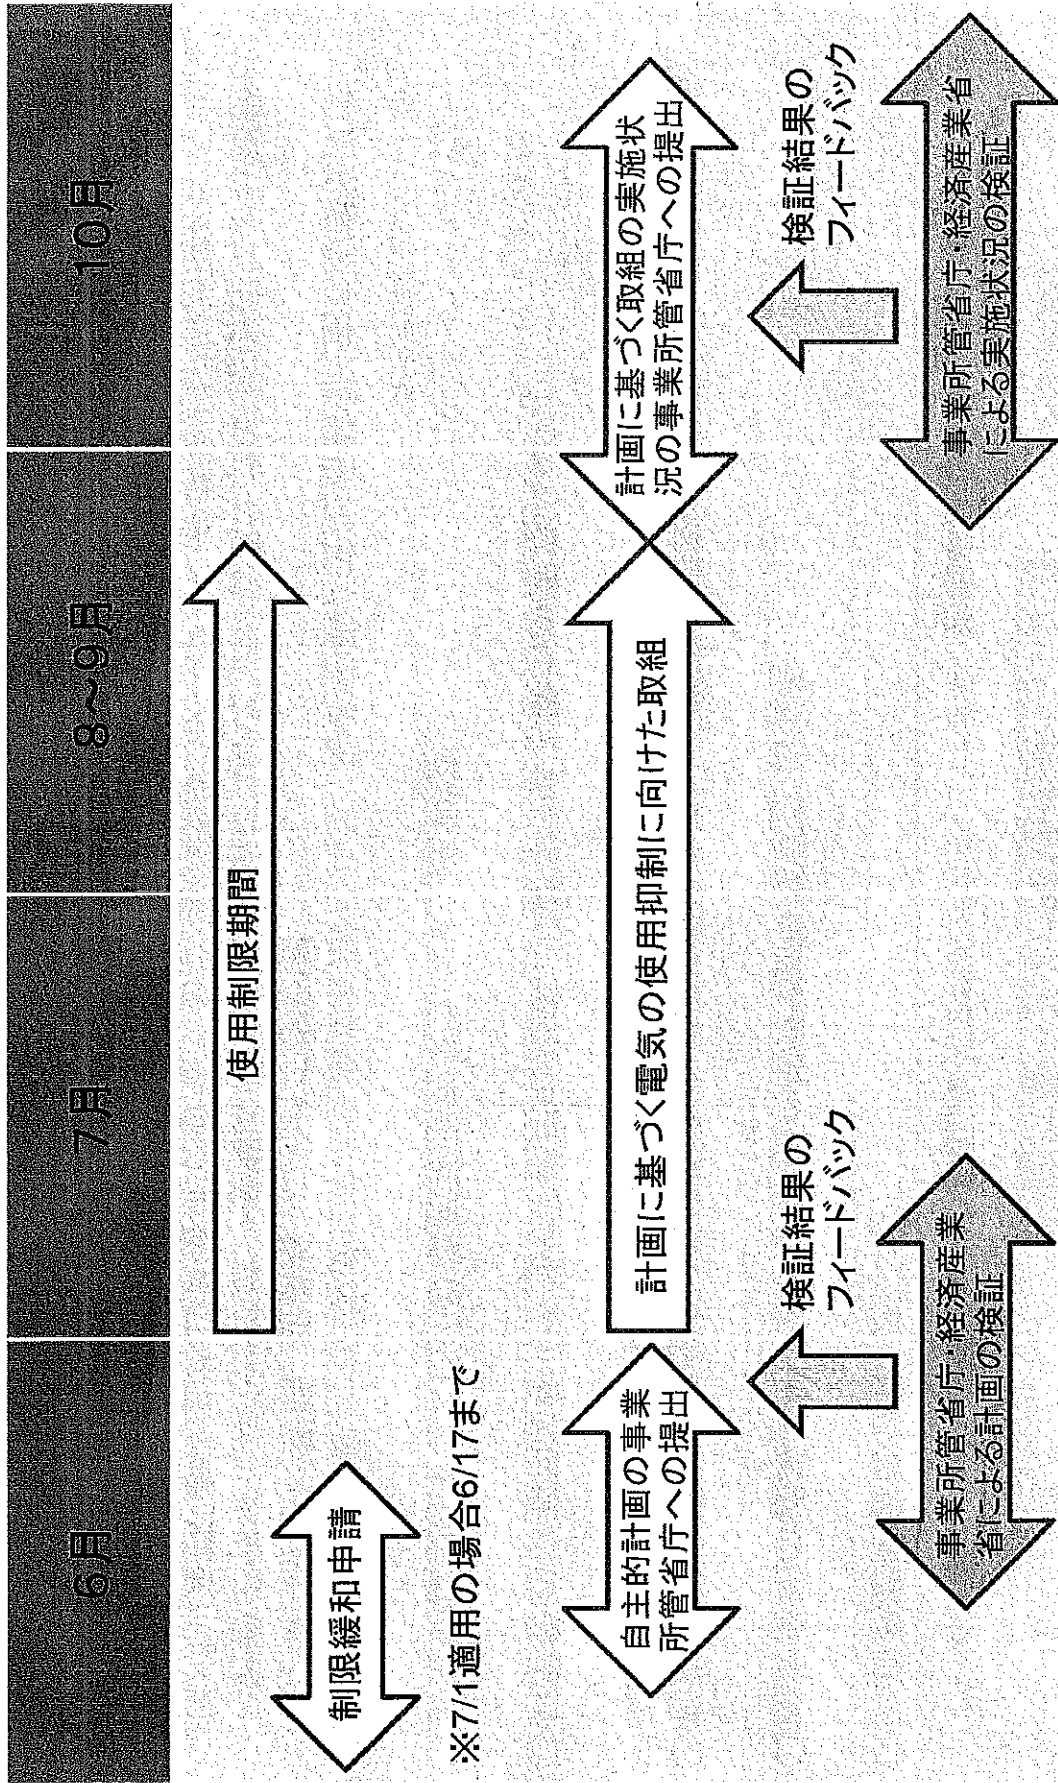 6月
7月
8～9月
10月
使用制限期間
制限緩和申請
※7/1適用の場合6/17まで
自主的計画の事業
所管省庁への提出
計画に基づく電気の使用抑制に向けた取組
計画に基づく取組の実施状
況の事業所管省庁への提出
検証結果の
フィードバック
検証結果の
フィードバック
事業所管省庁・経済産業
省による計画の検証
事業所管省庁・経済産業省
による実施状況の検証